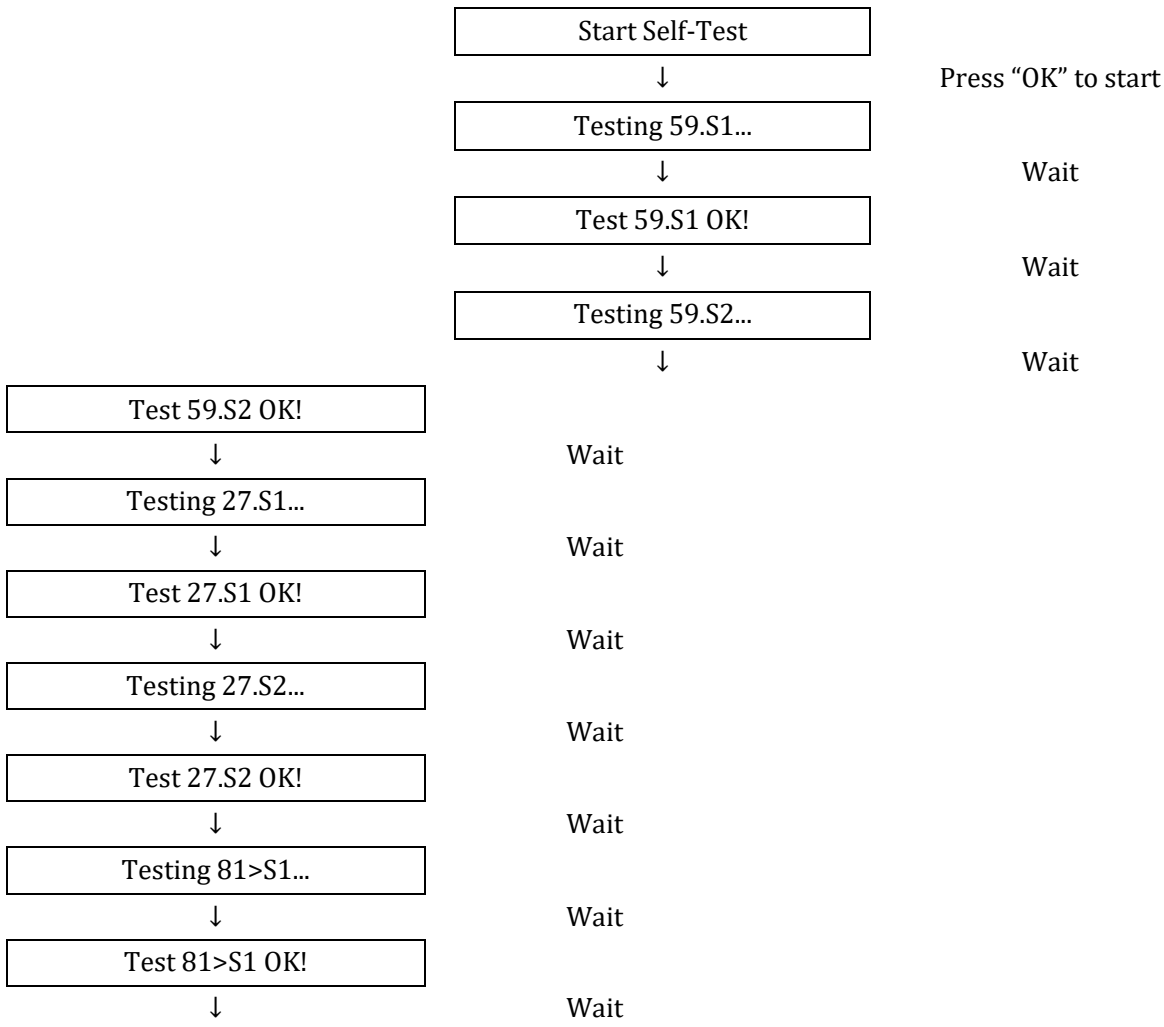 Start Self-Test
↓ Press “OK” to start
Testing 59.S1...
↓ Wait
Test 59.S1 OK!
↓ Wait
Testing 59.S2...
↓ Wait
Test 59.S2 OK!
↓ Wait
Testing 27.S1...
↓ Wait
Test 27.S1 OK!
↓ Wait
Testing 27.S2...
↓ Wait
Test 27.S2 OK!
↓ Wait
Testing 81>S1...
↓ Wait
Test 81>S1 OK!
↓ Wait